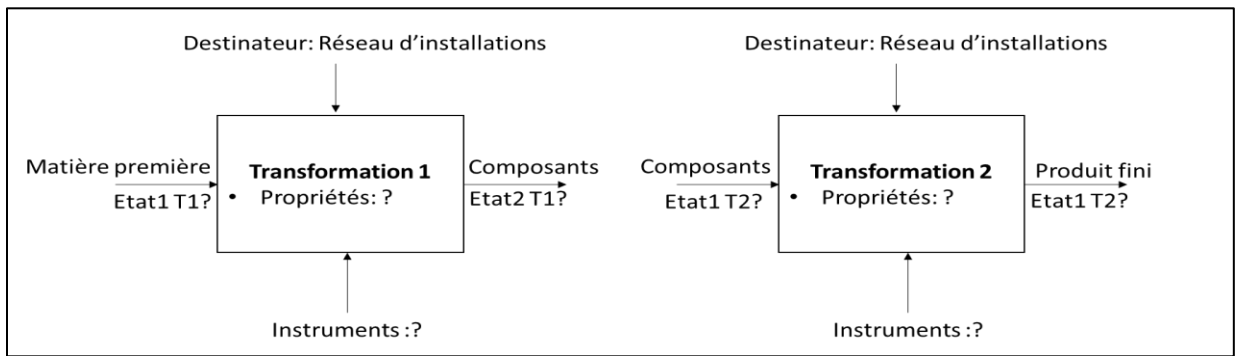 Destinateur: Réseau d’installations
Matière première
Etat1 T1?
Transformation 1
• Propriétés: ?
Composants
Etat2 T1?
Instruments :?
Destinateur: Réseau d’installations
Composants
Etat1 T2?
Transformation 2
• Propriétés: ?
Produit fini
Etat1 T2?
Instruments :?